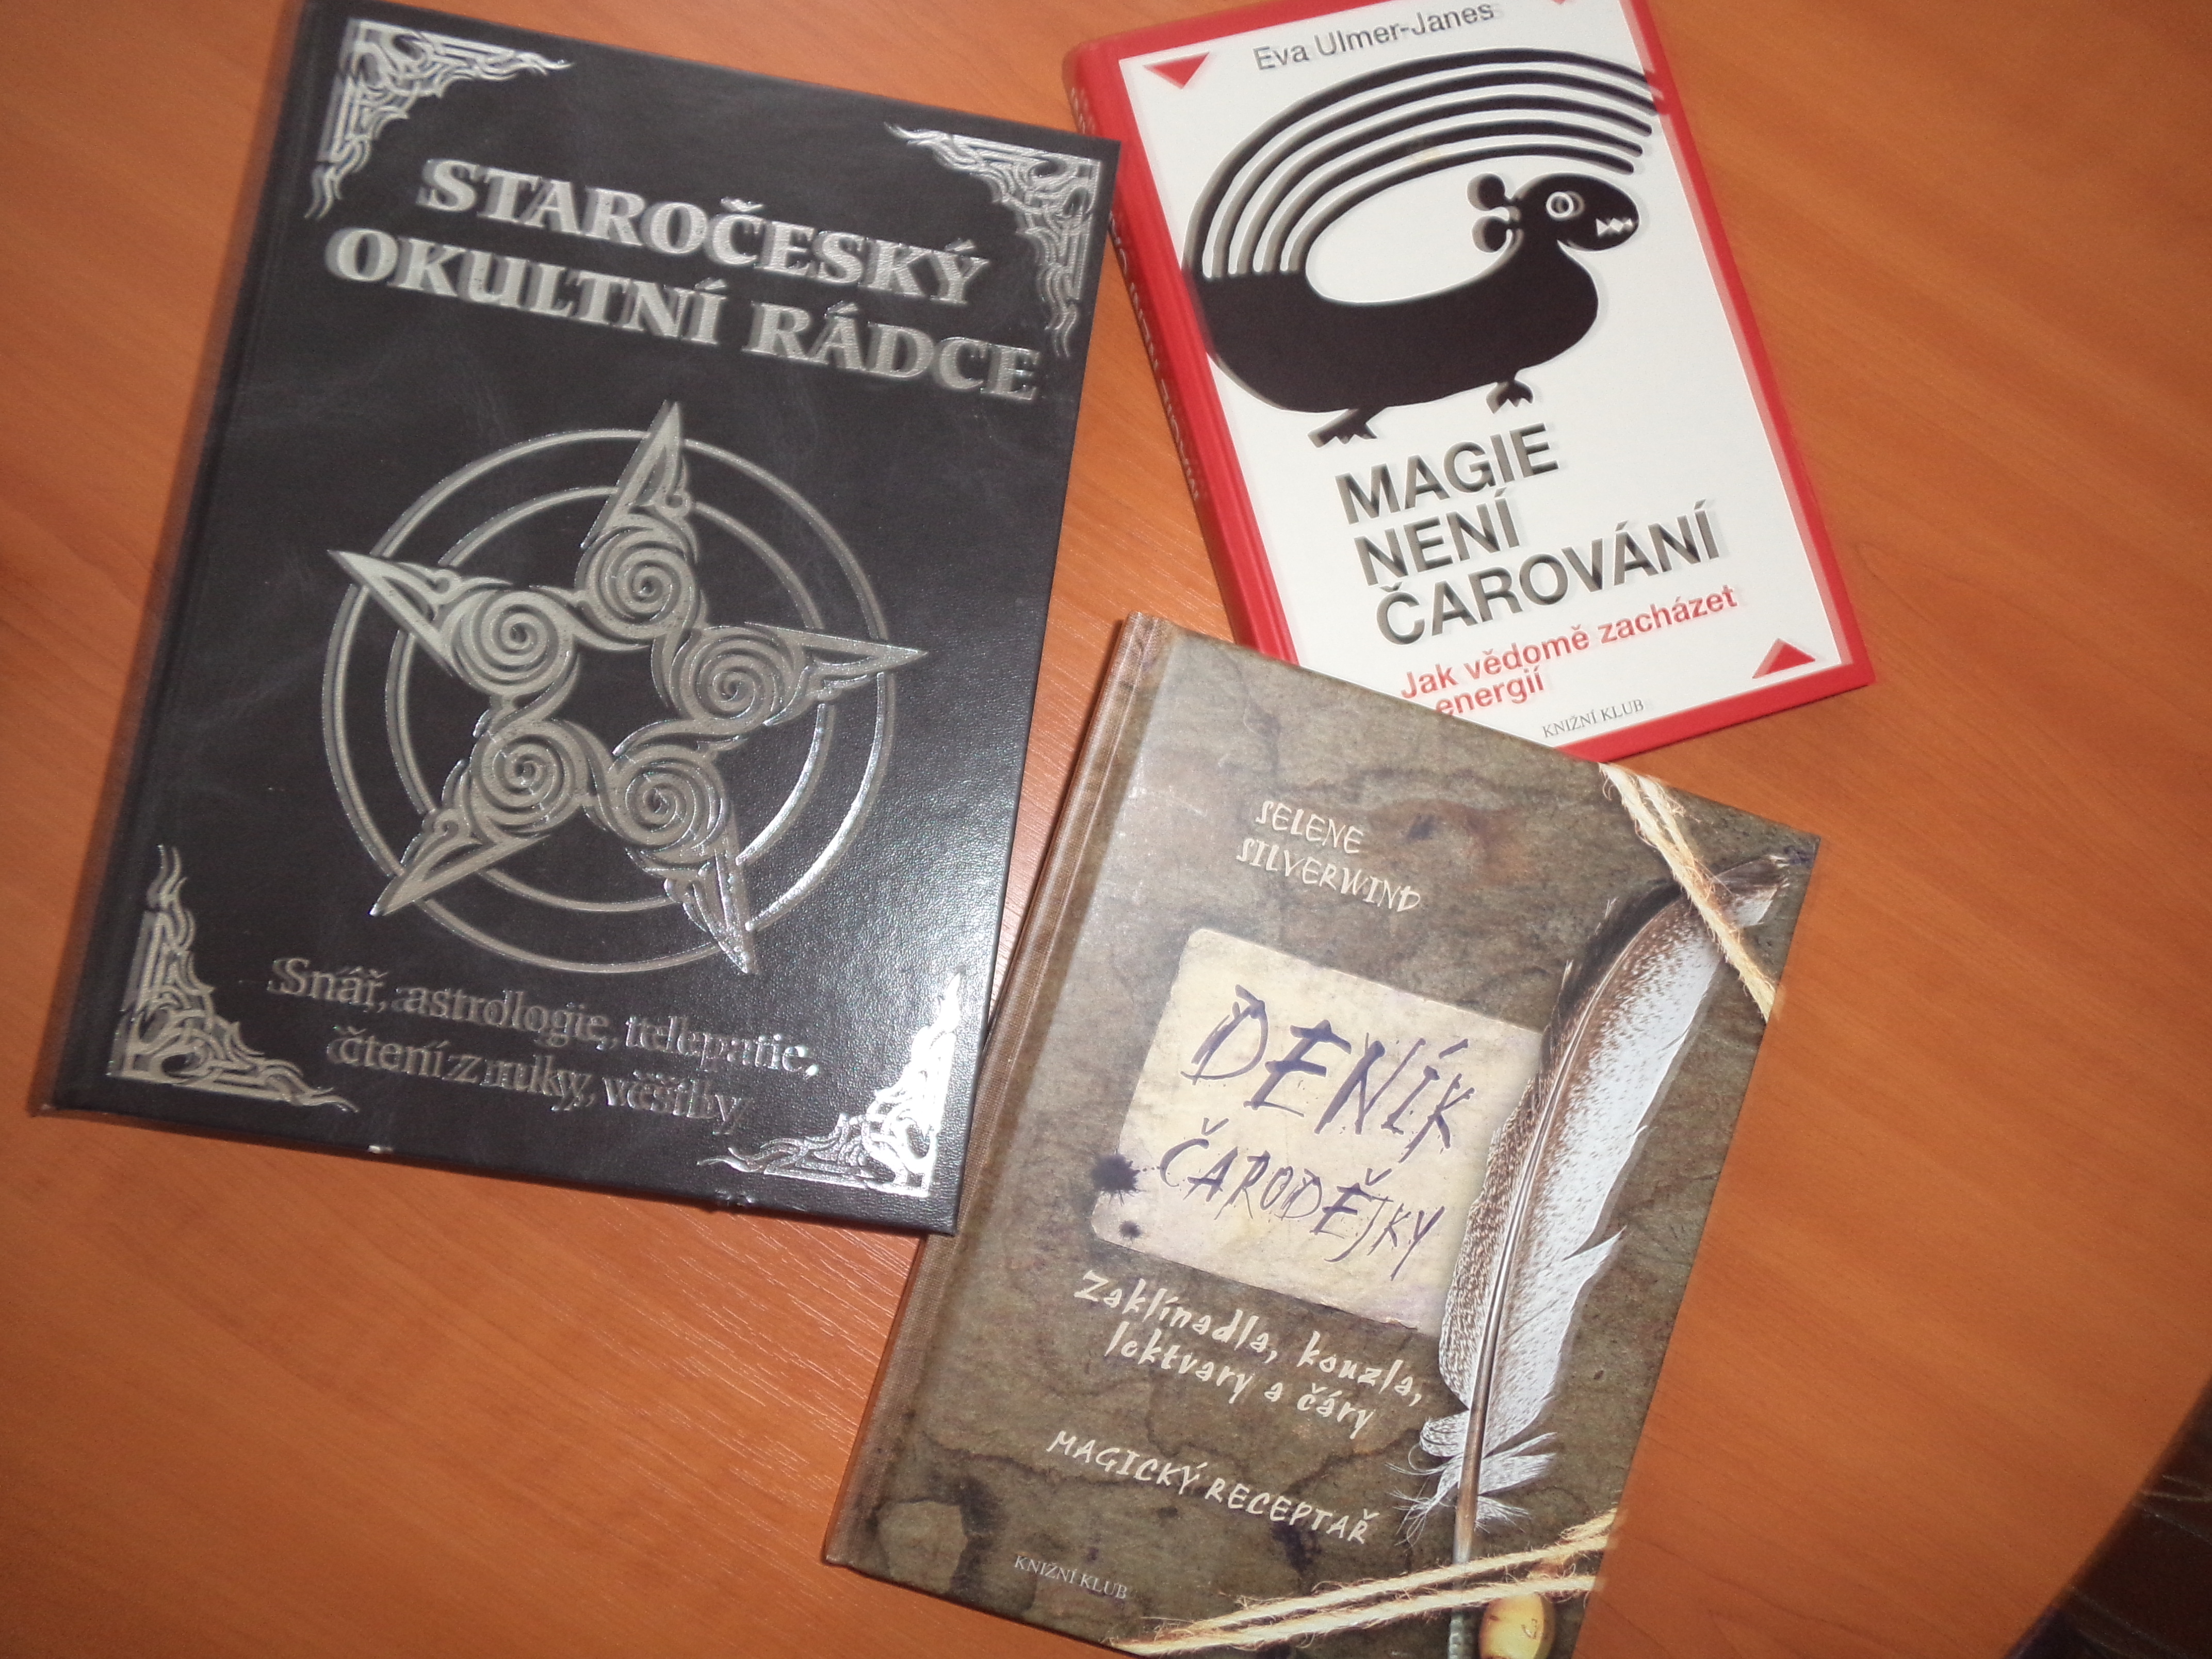 STAROČESKÝ
OKULTNÍ RÁDCE
Snář, astrologie, telepatie,
čtení z ruky, věštby
Eva Ulmer-Janes
MAGIE
NENÍ
ČAROVÁNÍ
Jak vědomě zacházet
energií
KNIŽNÍ KLUB
SELENE
SILVERWIND
DENÍK
ČARODĚJKY
Zaklínadla, kouzla,
lektvary a čáry
MAGICKÝ RECEPTAŘ
KNIŽNÍ KLUB